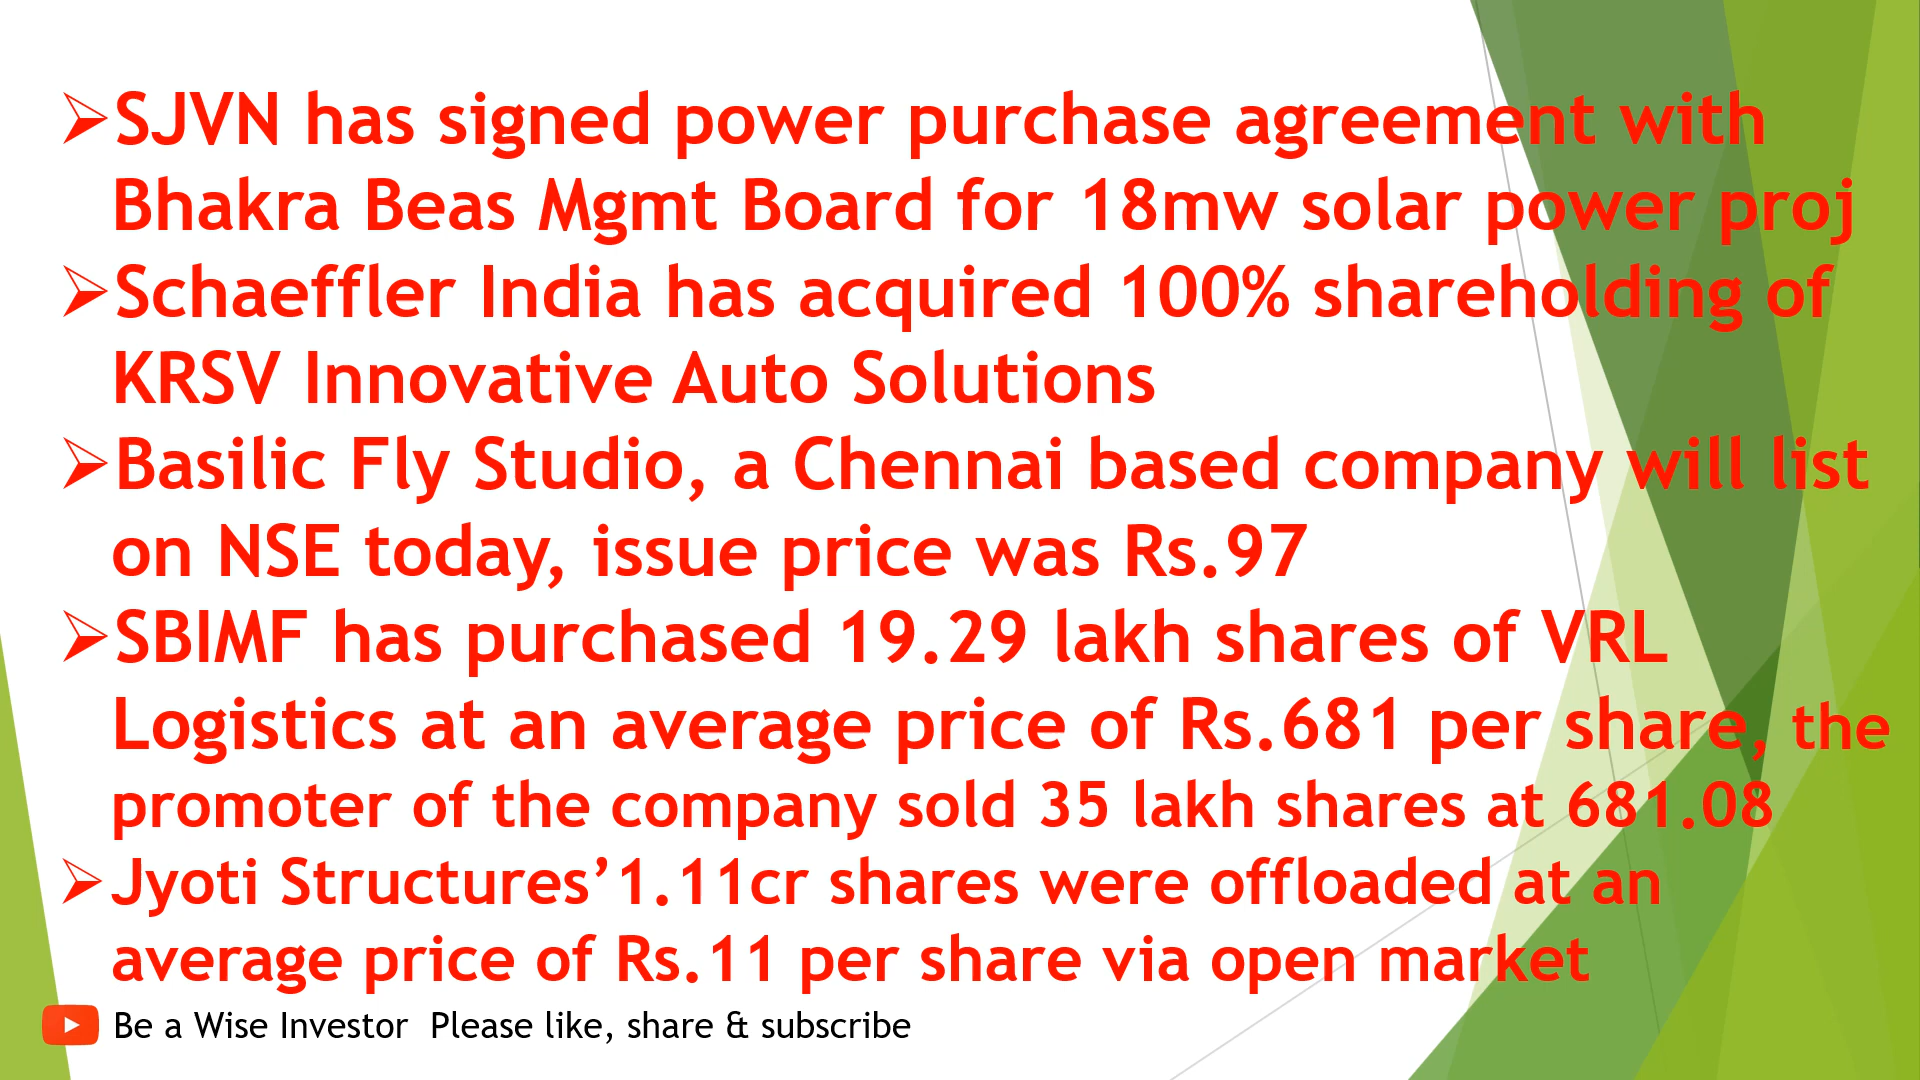 ➢SJVN has signed power purchase agreement with
Bhakra Beas Mgmt Board for 18mw solar power proj
➢Schaeffler India has acquired 100% shareholding of
KRSV Innovative Auto Solutions
➢Basilic Fly Studio, a Chennai based company will list
on NSE today, issue price was Rs.97
➢SBIMF has purchased 19.29 lakh shares of VRL
Logistics at an average price of Rs.681 per share, the
promoter of the company sold 35 lakh shares at 681.08
➢Jyoti Structures’1.11cr shares were offloaded at an
average price of Rs.11 per share via open market
Be a Wise Investor  Please like, share & subscribe